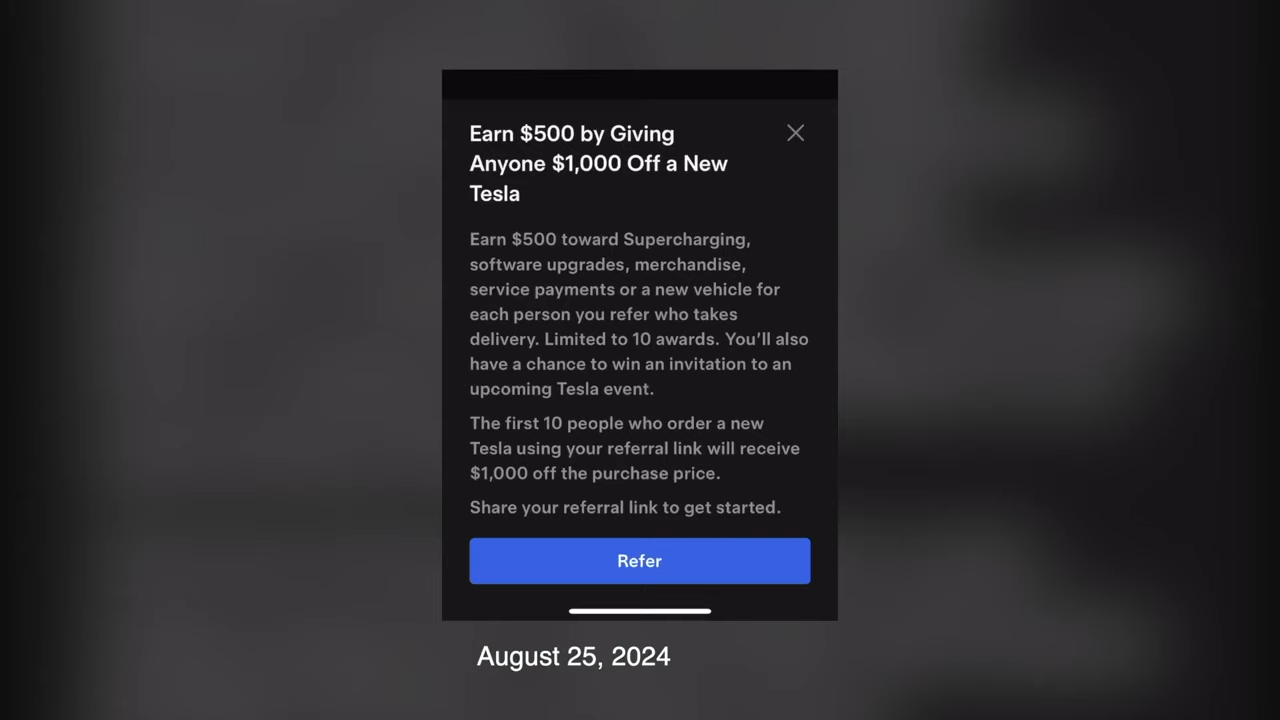 Earn $500 by Giving
Anyone $1,000 Off a New
Tesla
Earn $500 toward Supercharging,
software upgrades, merchandise,
service payments or a new vehicle for
each person you refer who takes
delivery. Limited to 10 awards. You’ll also
have a chance to win an invitation to an
upcoming Tesla event.
The first 10 people who order a new
Tesla using your referral link will receive
$1,000 off the purchase price.
Share your referral link to get started.
Refer
August 25, 2024